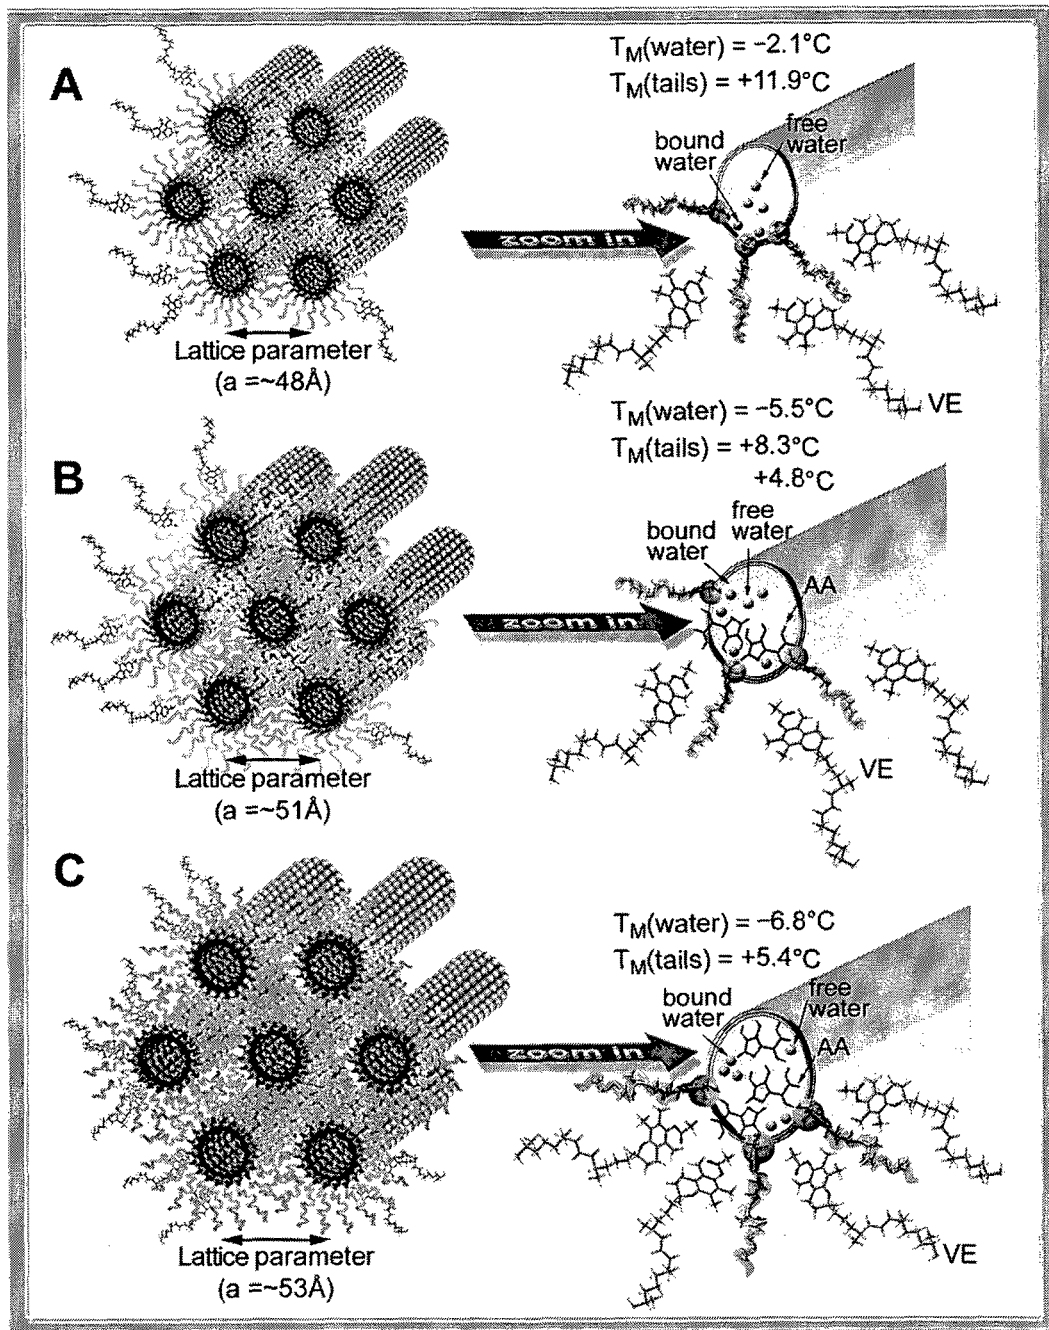 A
T_M(water) = −2.1°C
T_M(tails) = +11.9°C
bound
water
free
water
zoom in
Lattice parameter
(a =~48Å)
VE
B
T_M(water) = −5.5°C
T_M(tails) = +8.3°C
+4.8°C
bound
water
free
water
AA
zoom in
VE
Lattice parameter
(a =~51Å)
C
T_M(water) = −6.8°C
T_M(tails) = +5.4°C
bound
water
free
water
AA
zoom in
VE
Lattice parameter
(a =~53Å)